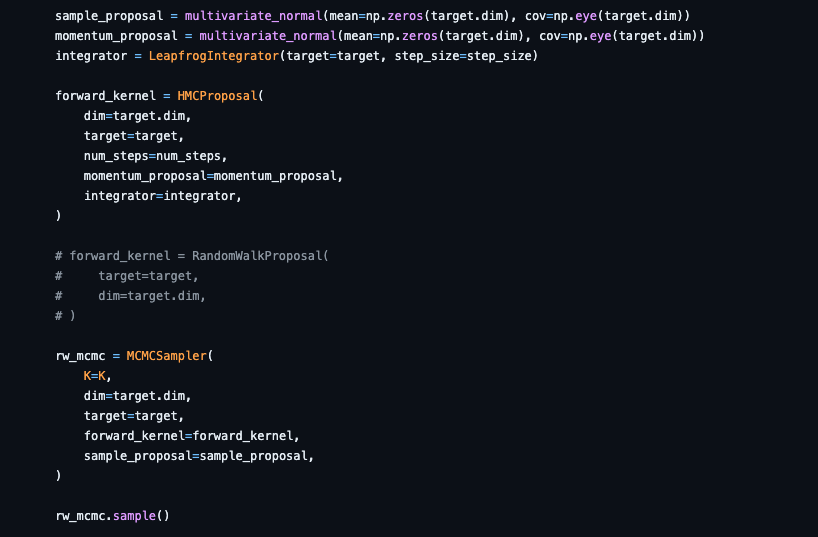 sample_proposal = multivariate_normal(mean=np.zeros(target.dim), cov=np.eye(target.dim))
momentum_proposal = multivariate_normal(mean=np.zeros(target.dim), cov=np.eye(target.dim))
integrator = LeapfrogIntegrator(target=target, step_size=step_size)

forward_kernel = HMCProposal(
    dim=target.dim,
    target=target,
    num_steps=num_steps,
    momentum_proposal=momentum_proposal,
    integrator=integrator,
)

# forward_kernel = RandomWalkProposal(
#     target=target,
#     dim=target.dim,
# )

rw_mcmc = MCMCSampler(
    K=K,
    dim=target.dim,
    target=target,
    forward_kernel=forward_kernel,
    sample_proposal=sample_proposal,
)

rw_mcmc.sample()